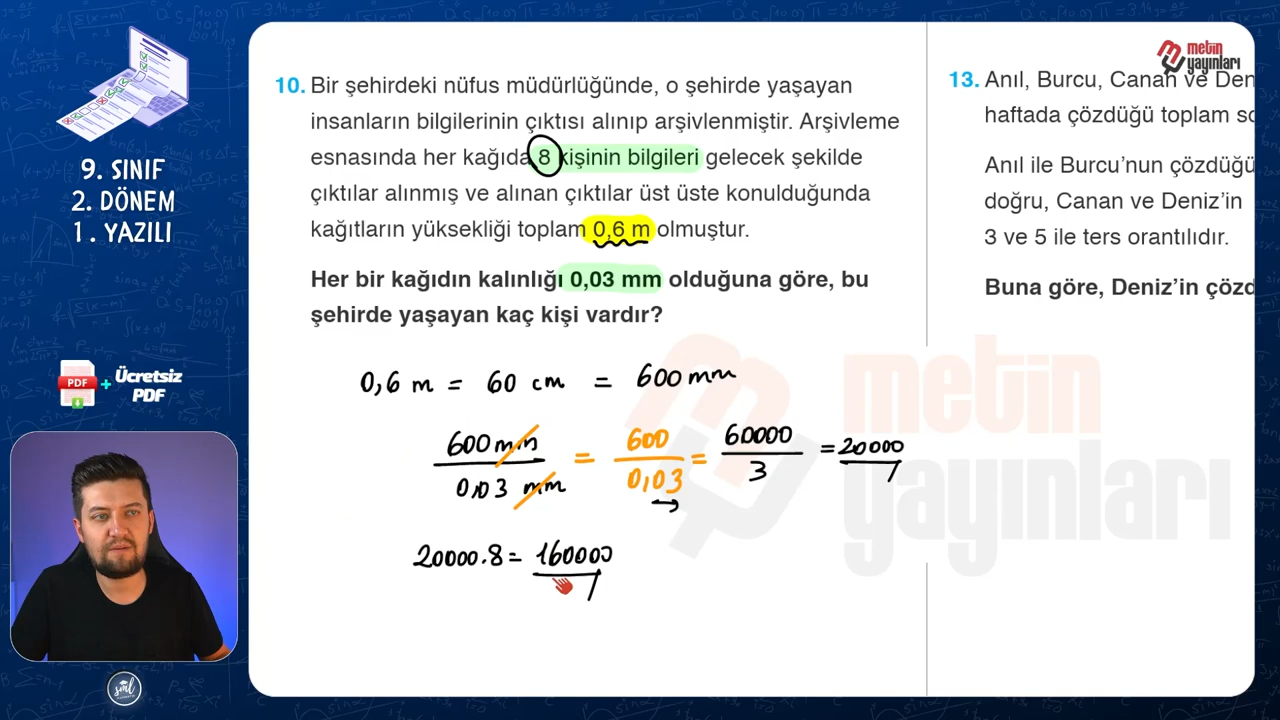 9. SINIF
2. DÖNEM
1. YAZILI
PDF
+ Ücretsiz
PDF
sml
metin
yayınları
10. Bir şehirdeki nüfus müdürlüğünde, o şehirde yaşayan
insanların bilgilerinin çıktısı alınıp arşivlenmiştir. Arşivleme
esnasında her kağıda 8 kişinin bilgileri gelecek şekilde
çıktılar alınmış ve alınan çıktılar üst üste konulduğunda
kağıtların yüksekliği toplam 0,6 m olmuştur.
Her bir kağıdın kalınlığı 0,03 mm olduğuna göre, bu
şehirde yaşayan kaç kişi vardır?
0,6 m = 60 cm = 600 mm
600 mm / 0,03 mm = 600 / 0,03 = 60000 / 3 = 20000
20000.8 = 160000
13. Anıl, Burcu, Canan ve Den
haftada çözdüğü toplam so
Anıl ile Burcu'nun çözdüğü
doğru, Canan ve Deniz'in
3 ve 5 ile ters orantılıdır.
Buna göre, Deniz'in çözd
metin
yayınları